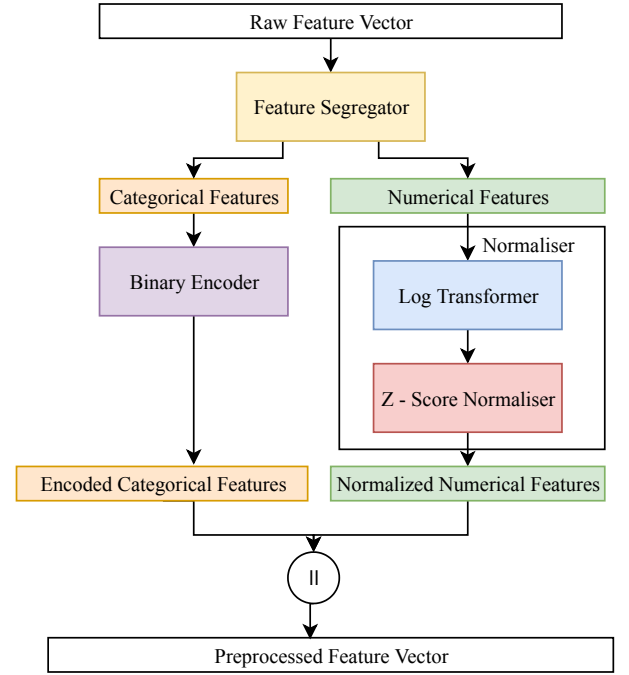 Raw Feature Vector
Feature Segregator
Categorical Features
Numerical Features
Normaliser
Binary Encoder
Log Transformer
Z - Score Normaliser
Encoded Categorical Features
Normalized Numerical Features
||
Preprocessed Feature Vector